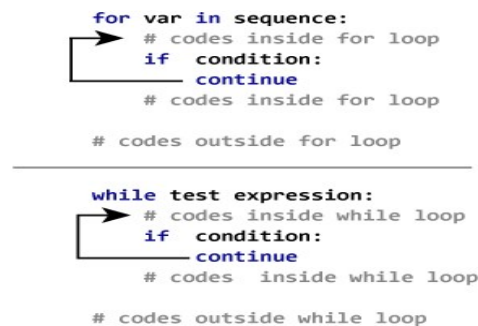 for var in sequence:
# codes inside for loop
if condition:
continue
# codes inside for loop
# codes outside for loop
while test expression:
# codes inside while loop
if condition:
continue
# codes inside while loop
# codes outside while loop